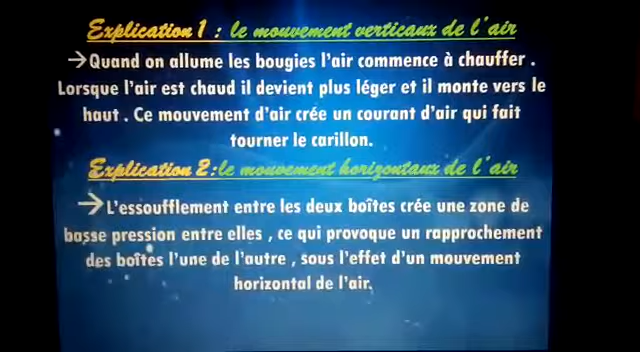 Explication 1 : le mouvement verticaux de l'air
→Quand on allume les bougies l'air commence à chauffer .
Lorsque l'air est chaud il devient plus léger et il monte vers le
haut . Ce mouvement d'air crée un courant d'air qui fait
tourner le carillon.
Explication 2:le mouvement horizontaux de l'air
→L'essoufflement entre les deux boîtes crée une zone de
basse pression entre elles , ce qui provoque un rapprochement
des boîtes l'une de l'autre , sous l'effet d'un mouvement
horizontal de l'air.